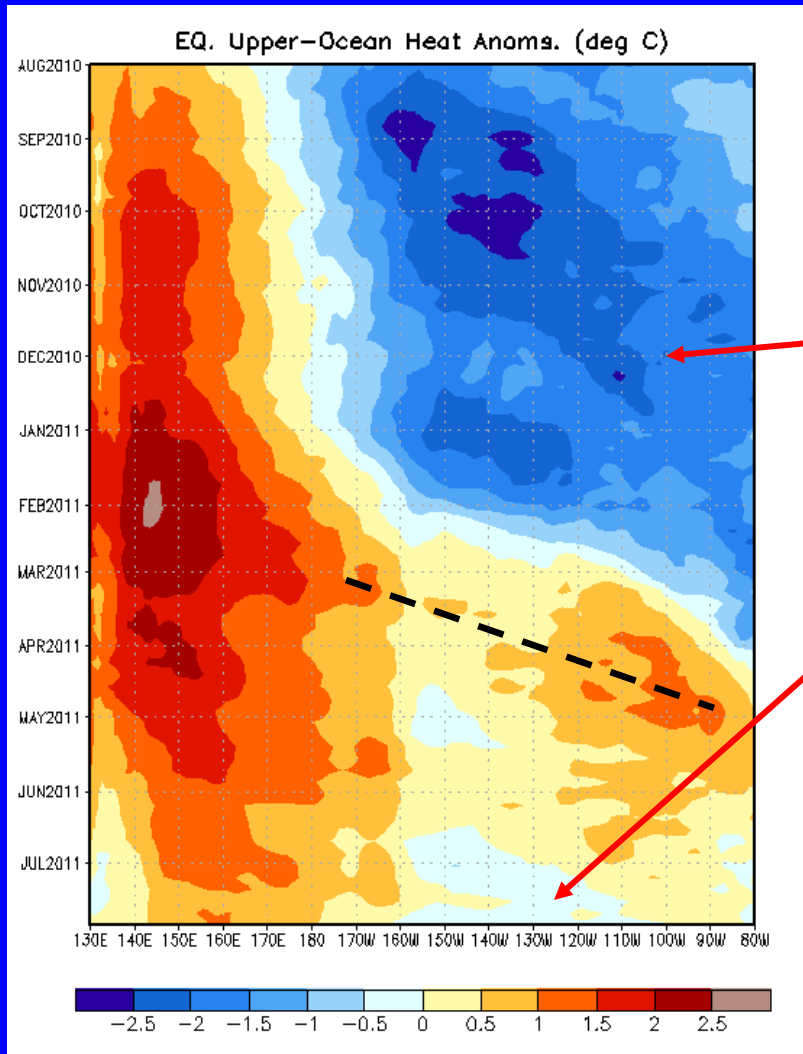 EQ. Upper-Ocean Heat Anoms. (deg C)
AUG2010
SEP2010
OCT2010
NOV2010
DEC2010
JAN2011
FEB2011
MAR2011
APR2011
MAY2011
JUN2011
JUL2011
130E 140E 150E 160E 170E 180 170W 160W 150W 140W 130W 120W 110W 100W 90W 80W
-2.5 -2 -1.5 -1 -0.5 0 0.5 1 1.5 2 2.5